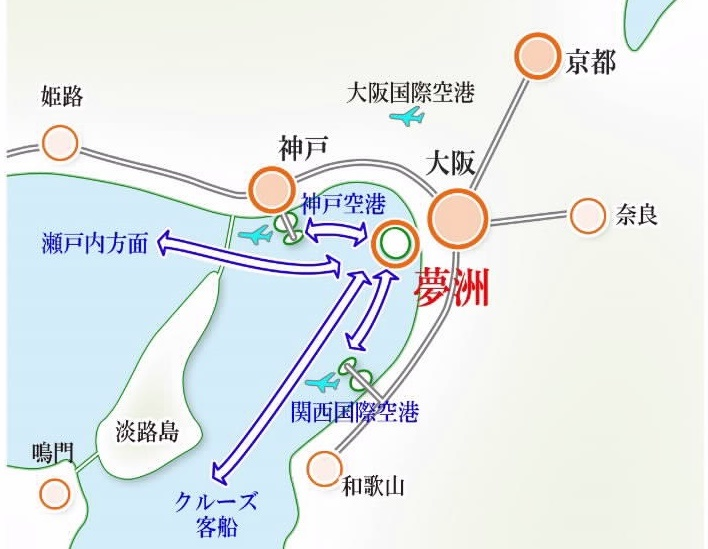 京都
大阪国際空港
姫路
神戸
大阪
神戸空港
奈良
瀬戸内方面
夢洲
関西国際空港
淡路島
鳴門
和歌山
クルーズ
客船